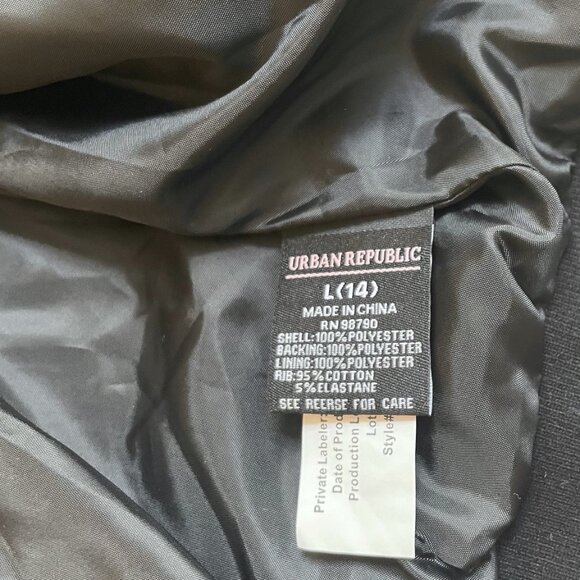 URBAN REPUBLIC
L(14)
MADE IN CHINA
RN 98790
SHELL:100%POLYESTER
BACKING:100%POLYESTER
LINING:100%POLYESTER
RIB:95%COTTON
5%ELASTANE
SEE REERSE FOR CARE
Private Labeler:
Date of Prod
Production L
Lot
Style#